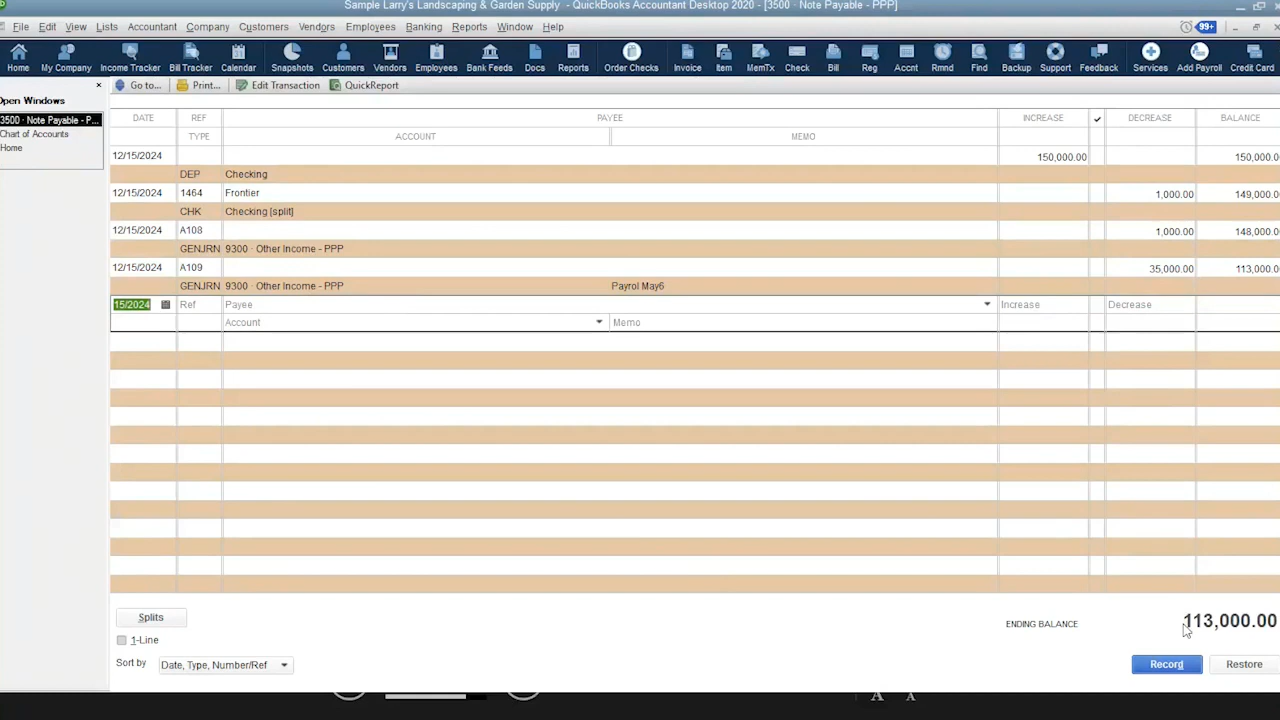 Sample Larry's Landscaping & Garden Supply - QuickBooks Accountant Desktop 2020 - [3500 · Note Payable - PPP]
File Edit View Lists Accountant Company Customers Vendors Employees Banking Reports Window Help 99+
Home My Company Income Tracker Bill Tracker Calendar Snapshots Customers Vendors Employees Bank Feeds Docs Reports Order Checks Invoice Item MemTx Check Bill Reg Accnt Rmnd Find Backup Support Feedback Services Add Payroll Credit Card
Go to... Print... Edit Transaction QuickReport
Open Windows
3500 · Note Payable - P...
Chart of Accounts
Home
DATE REF PAYEE INCREASE ✓ DECREASE BALANCE
TYPE ACCOUNT MEMO
12/15/2024 150,000.00 150,000.0
DEP Checking
12/15/2024 1464 Frontier 1,000.00 149,000.0
CHK Checking [split]
12/15/2024 A108 1,000.00 148,000.0
GENJRN 9300 · Other Income - PPP
12/15/2024 A109 35,000.00 113,000.0
GENJRN 9300 · Other Income - PPP Payrol May6
15/2024 Ref Payee Increase Decrease
Account Memo
Splits
ENDING BALANCE 113,000.00
1-Line
Sort by Date, Type, Number/Ref
Record Restore
A A